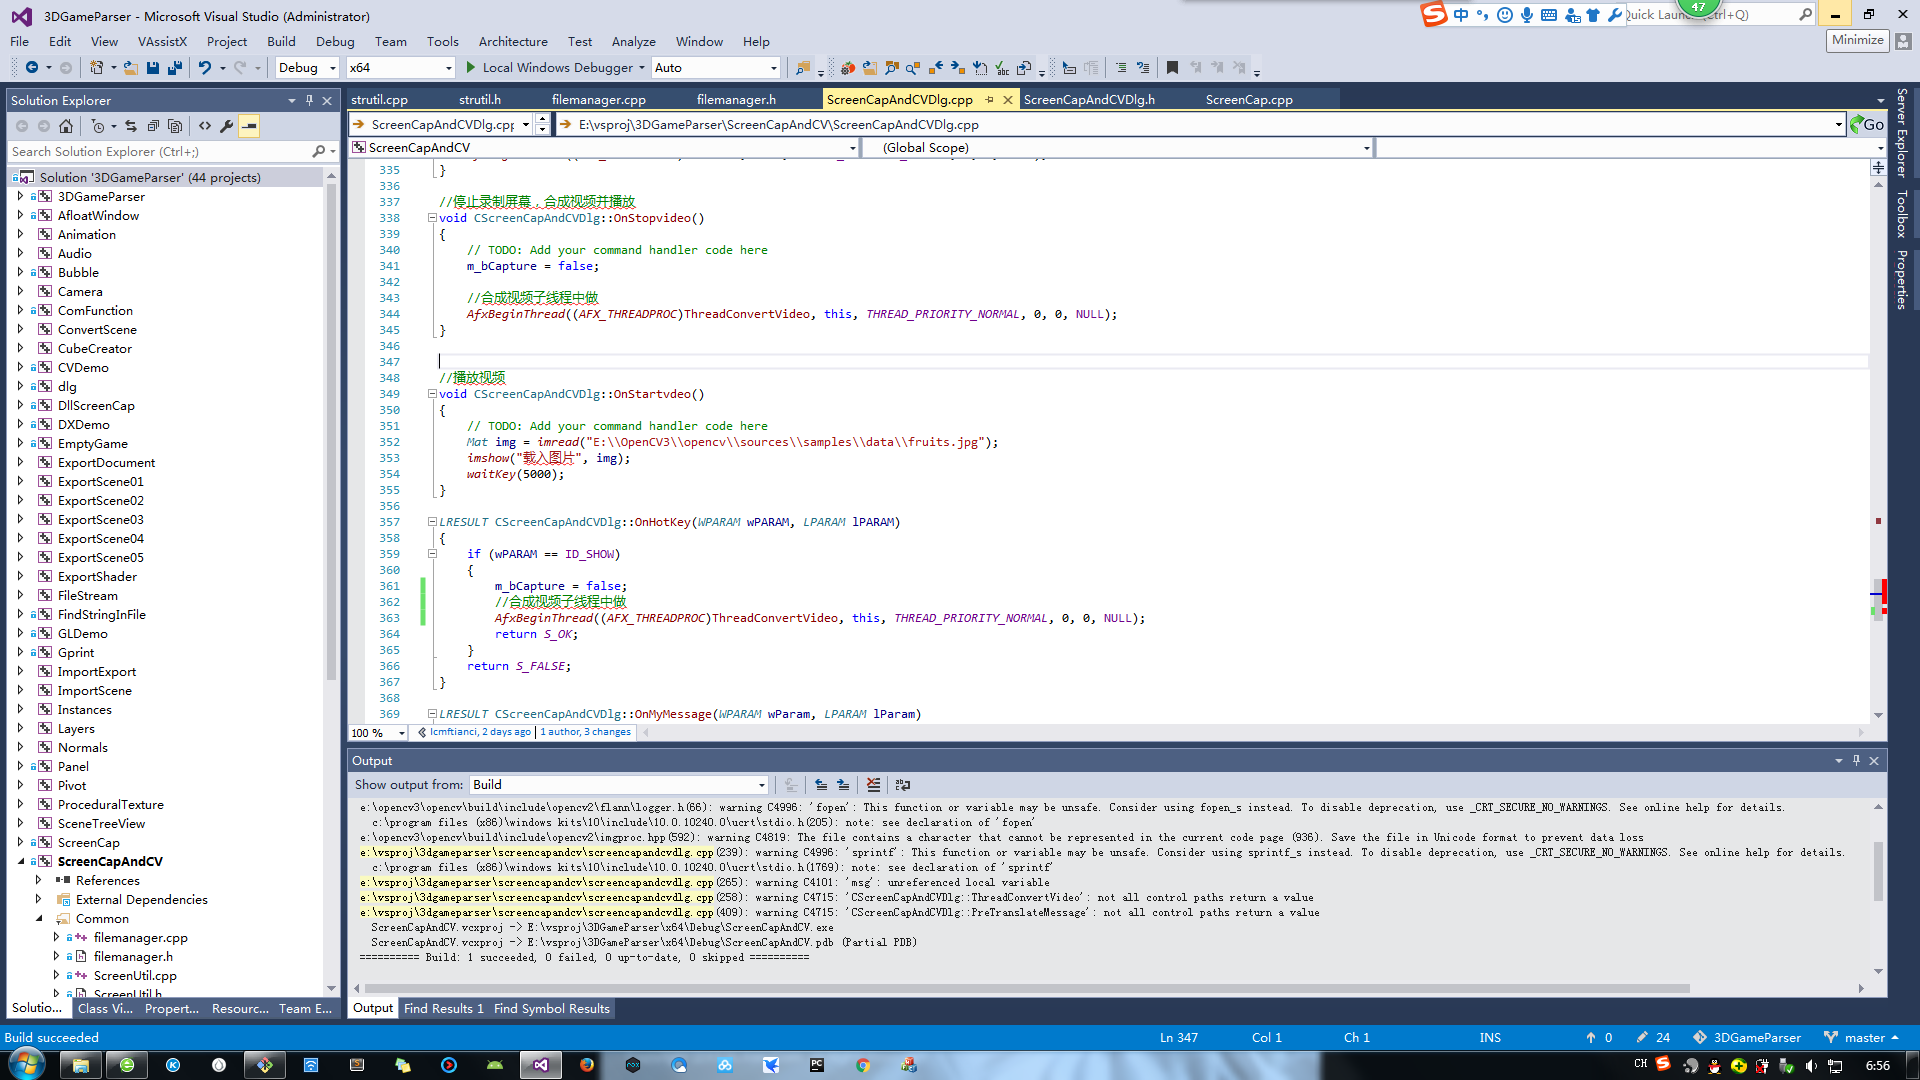 3DGameParser - Microsoft Visual Studio (Administrator)
中
Quick Launch (Ctrl+Q)
47
File Edit View VAssistX Project Build Debug Team Tools Architecture Test Analyze Window Help
Minimize
Debug x64 Local Windows Debugger Auto
Solution Explorer
Search Solution Explorer (Ctrl+;)
Solution '3DGameParser' (44 projects)
3DGameParser
AfloatWindow
Animation
Audio
Bubble
Camera
ComFunction
ConvertScene
CubeCreator
CVDemo
dlg
DllScreenCap
DXDemo
EmptyGame
ExportDocument
ExportScene01
ExportScene02
ExportScene03
ExportScene04
ExportScene05
ExportShader
FileStream
FindStringInFile
GLDemo
Gprint
ImportExport
ImportScene
Instances
Layers
Normals
Panel
Pivot
ProceduralTexture
SceneTreeView
ScreenCap
ScreenCapAndCV
References
External Dependencies
Common
filemanager.cpp
filemanager.h
ScreenUtil.cpp
ScreenUtil.h
Solutio... Class Vi... Propert... Resourc... Team E...
strutil.cpp strutil.h filemanager.cpp filemanager.h ScreenCapAndCVDlg.cpp ScreenCapAndCVDlg.h ScreenCap.cpp
ScreenCapAndCVDlg.cpp E:\vsproj\3DGameParser\ScreenCapAndCV\ScreenCapAndCVDlg.cpp Go
ScreenCapAndCV (Global Scope)
335 }
336
337 //停止录制屏幕，合成视频并播放
338 void CScreenCapAndCVDlg::OnStopvideo()
339 {
340 // TODO: Add your command handler code here
341 m_bCapture = false;
342
343 //合成视频子线程中做
344 AfxBeginThread((AFX_THREADPROC)ThreadConvertVideo, this, THREAD_PRIORITY_NORMAL, 0, 0, NULL);
345 }
346
347
348 //播放视频
349 void CScreenCapAndCVDlg::OnStartvdeo()
350 {
351 // TODO: Add your command handler code here
352 Mat img = imread("E:\\OpenCV3\\opencv\\sources\\samples\\data\\fruits.jpg");
353 imshow("载入图片", img);
354 waitKey(5000);
355 }
356
357 LRESULT CScreenCapAndCVDlg::OnHotKey(WPARAM wPARAM, LPARAM lPARAM)
358 {
359 if (wPARAM == ID_SHOW)
360 {
361 m_bCapture = false;
362 //合成视频子线程中做
363 AfxBeginThread((AFX_THREADPROC)ThreadConvertVideo, this, THREAD_PRIORITY_NORMAL, 0, 0, NULL);
364 return S_OK;
365 }
366 return S_FALSE;
367 }
368
369 LRESULT CScreenCapAndCVDlg::OnMyMessage(WPARAM wParam, LPARAM lParam)
100 % lcmftianci, 2 days ago | 1 author, 3 changes
Server Explorer
Toolbox
Properties
Output
Show output from: Build
e:\opencv3\opencv\build\include\opencv2\flann\logger.h(66): warning C4996: 'fopen': This function or variable may be unsafe. Consider using fopen_s instead. To disable deprecation, use _CRT_SECURE_NO_WARNINGS. See online help for details.
c:\program files (x86)\windows kits\10\include\10.0.10240.0\ucrt\stdio.h(205): note: see declaration of 'fopen'
e:\opencv3\opencv\build\include\opencv2\imgproc.hpp(592): warning C4819: The file contains a character that cannot be represented in the current code page (936). Save the file in Unicode format to prevent data loss
e:\vsproj\3dgameparser\screencapandcv\screencapandcvdlg.cpp(239): warning C4996: 'sprintf': This function or variable may be unsafe. Consider using sprintf_s instead. To disable deprecation, use _CRT_SECURE_NO_WARNINGS. See online help for details.
c:\program files (x86)\windows kits\10\include\10.0.10240.0\ucrt\stdio.h(1769): note: see declaration of 'sprintf'
e:\vsproj\3dgameparser\screencapandcv\screencapandcvdlg.cpp(265): warning C4101: 'msg': unreferenced local variable
e:\vsproj\3dgameparser\screencapandcv\screencapandcvdlg.cpp(258): warning C4715: 'CScreenCapAndCVDlg::ThreadConvertVideo': not all control paths return a value
e:\vsproj\3dgameparser\screencapandcv\screencapandcvdlg.cpp(409): warning C4715: 'CScreenCapAndCVDlg::PreTranslateMessage': not all control paths return a value
ScreenCapAndCV.vcxproj -> E:\vsproj\3DGameParser\x64\Debug\ScreenCapAndCV.exe
ScreenCapAndCV.vcxproj -> E:\vsproj\3DGameParser\x64\Debug\ScreenCapAndCV.pdb (Partial PDB)
========== Build: 1 succeeded, 0 failed, 0 up-to-date, 0 skipped ==========
Output Find Results 1 Find Symbol Results
Build succeeded Ln 347 Col 1 Ch 1 INS 0 24 3DGameParser master
CH 6:56